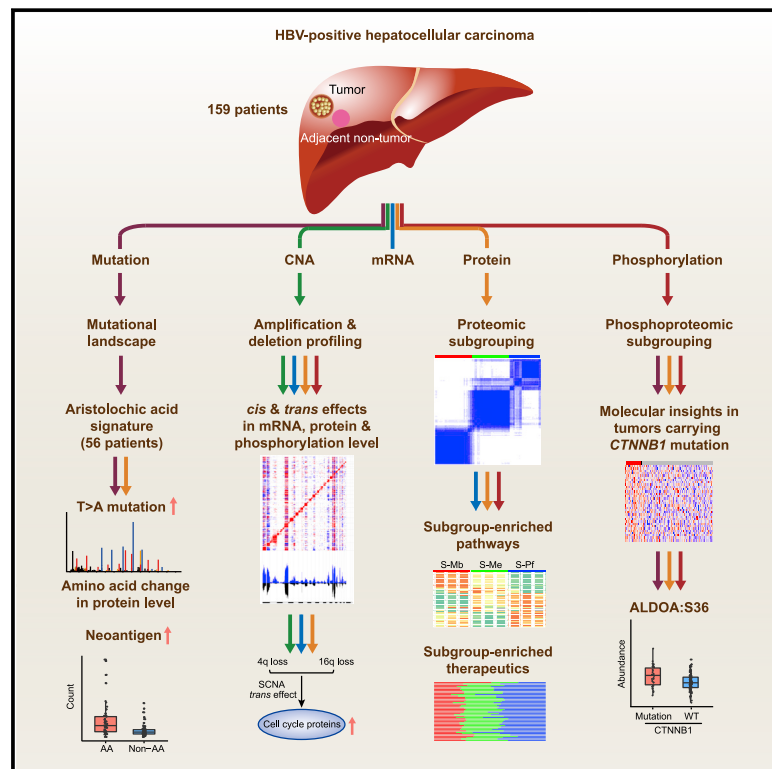 HBV-positive hepatocellular carcinoma
159 patients
Tumor
Adjacent non-tumor
Mutation
CNA
mRNA
Protein
Phosphorylation
Mutational
landscape
Amplification &
deletion profiling
Proteomic
subgrouping
Phosphoproteomic
subgrouping
Aristolochic acid
signature
(56 patients)
cis & trans effects
in mRNA, protein &
phosphorylation level
Molecular insights in
tumors carrying
CTNNB1 mutation
T>A mutation
Amino acid change
in protein level
Subgroup-enriched
pathways
S-Mb S-Me S-Pf
Neoantigen
Count
AA Non-AA
4q loss 16q loss
SCNA
trans effect
Cell cycle proteins
Subgroup-enriched
therapeutics
ALDOA:S36
Abundance
Mutation WT
CTNNB1